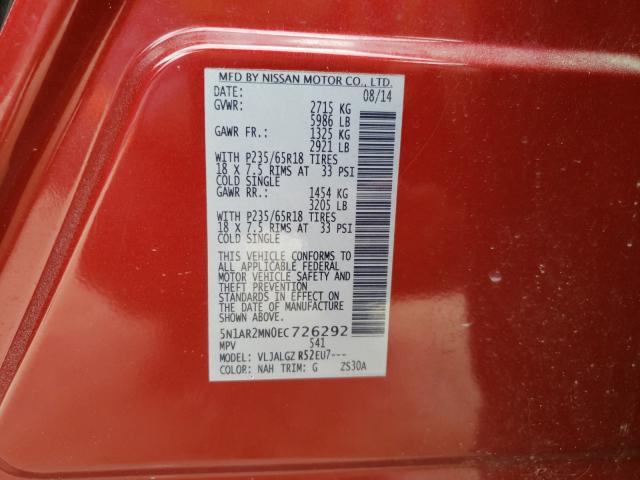 MFD BY NISSAN MOTOR CO., LTD.
DATE: 08/14
GVWR: 2715 KG
5986 LB
GAWR FR.: 1325 KG
2921 LB
WITH P235/65R18 TIRES
18 X 7.5 RIMS AT 33 PSI
COLD SINGLE
GAWR RR.: 1454 KG
3205 LB
WITH P235/65R18 TIRES
18 X 7.5 RIMS AT 33 PSI
COLD SINGLE
THIS VEHICLE CONFORMS TO
ALL APPLICABLE FEDERAL
MOTOR VEHICLE SAFETY AND
THEFT PREVENTION
STANDARDS IN EFFECT ON
THE DATE OF MANUFACTURE
SHOWN ABOVE.
5N1AR2MN0EC726292
MPV 541
MODEL: VLJALGZ R52EU7---
COLOR: NAH TRIM: G ZS30A